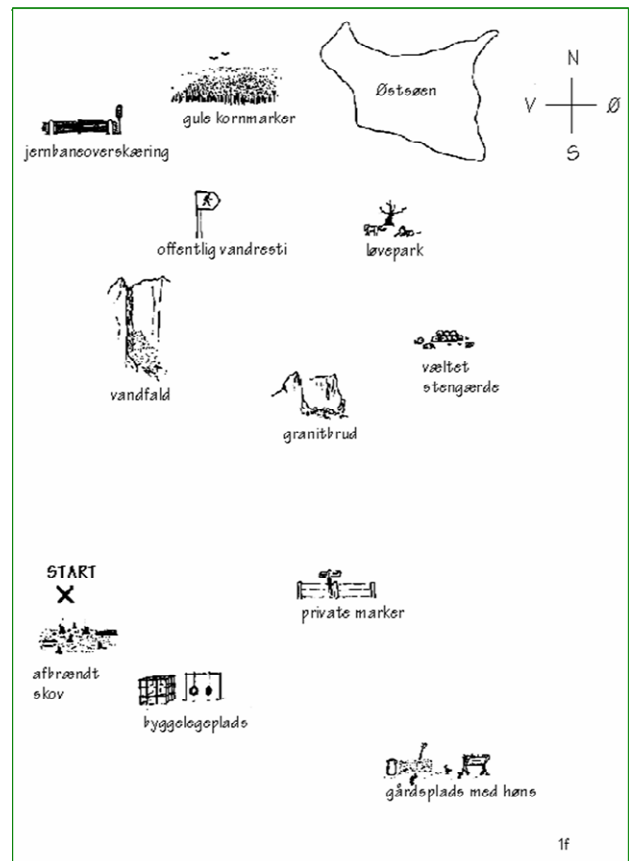 N
Østsøen
V
Ø
S
gule kornmarker
jernbaneoverskæring
offentlig vandresti
løvepark
vandfald
væltet
stengærde
granitbrud
START
private marker
afbrændt
skov
byggelegeplads
gårdsplads med høns
1f